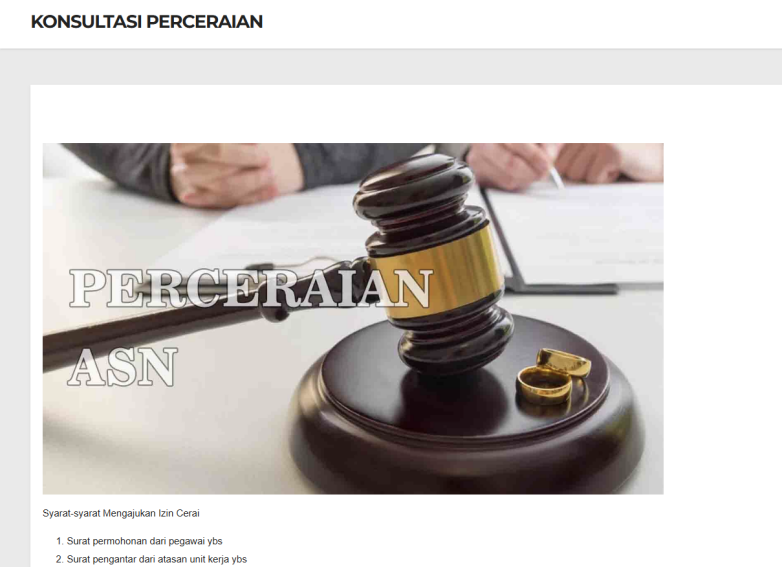 KONSULTASI PERCERAIAN
PERCERAIAN
ASN
Syarat-syarat Mengajukan Izin Cerai
1. Surat permohonan dari pegawai ybs
2. Surat pengantar dari atasan unit kerja ybs